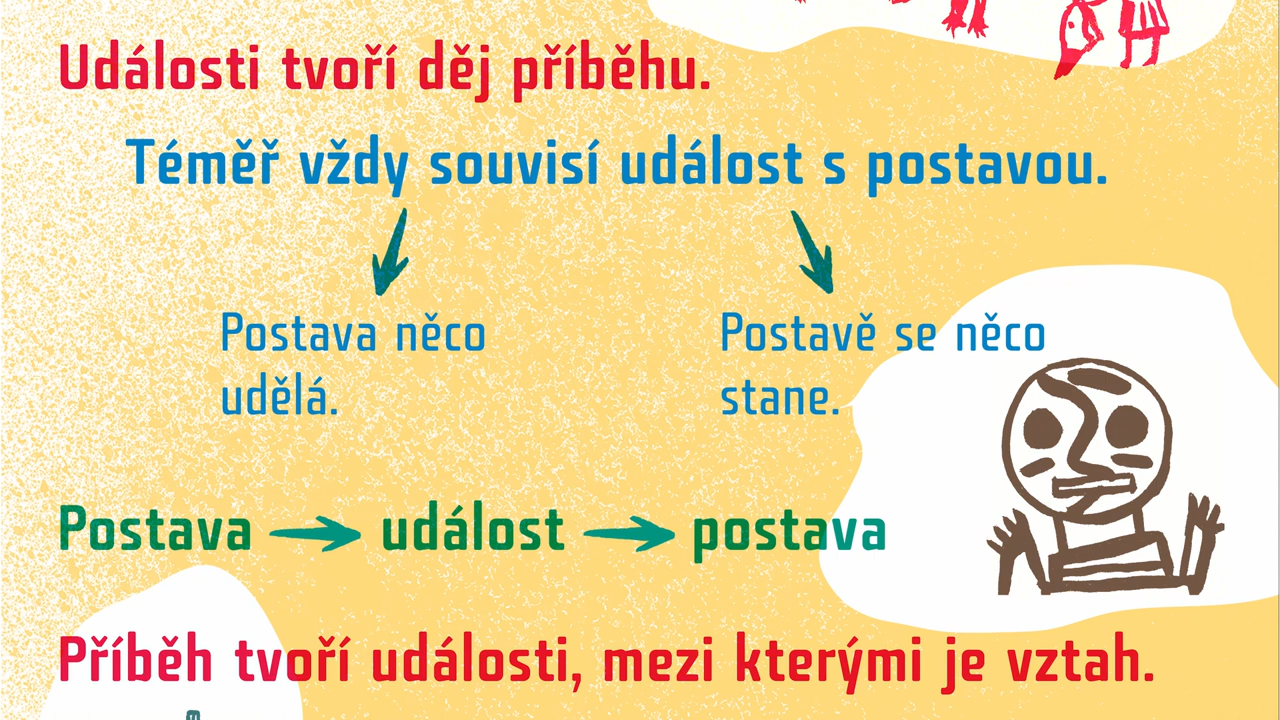 Události tvoří děj příběhu.
Téměř vždy souvisí událost s postavou.
Postava něco
udělá.
Postavě se něco
stane.
Postava → událost → postava
Příběh tvoří události, mezi kterými je vztah.